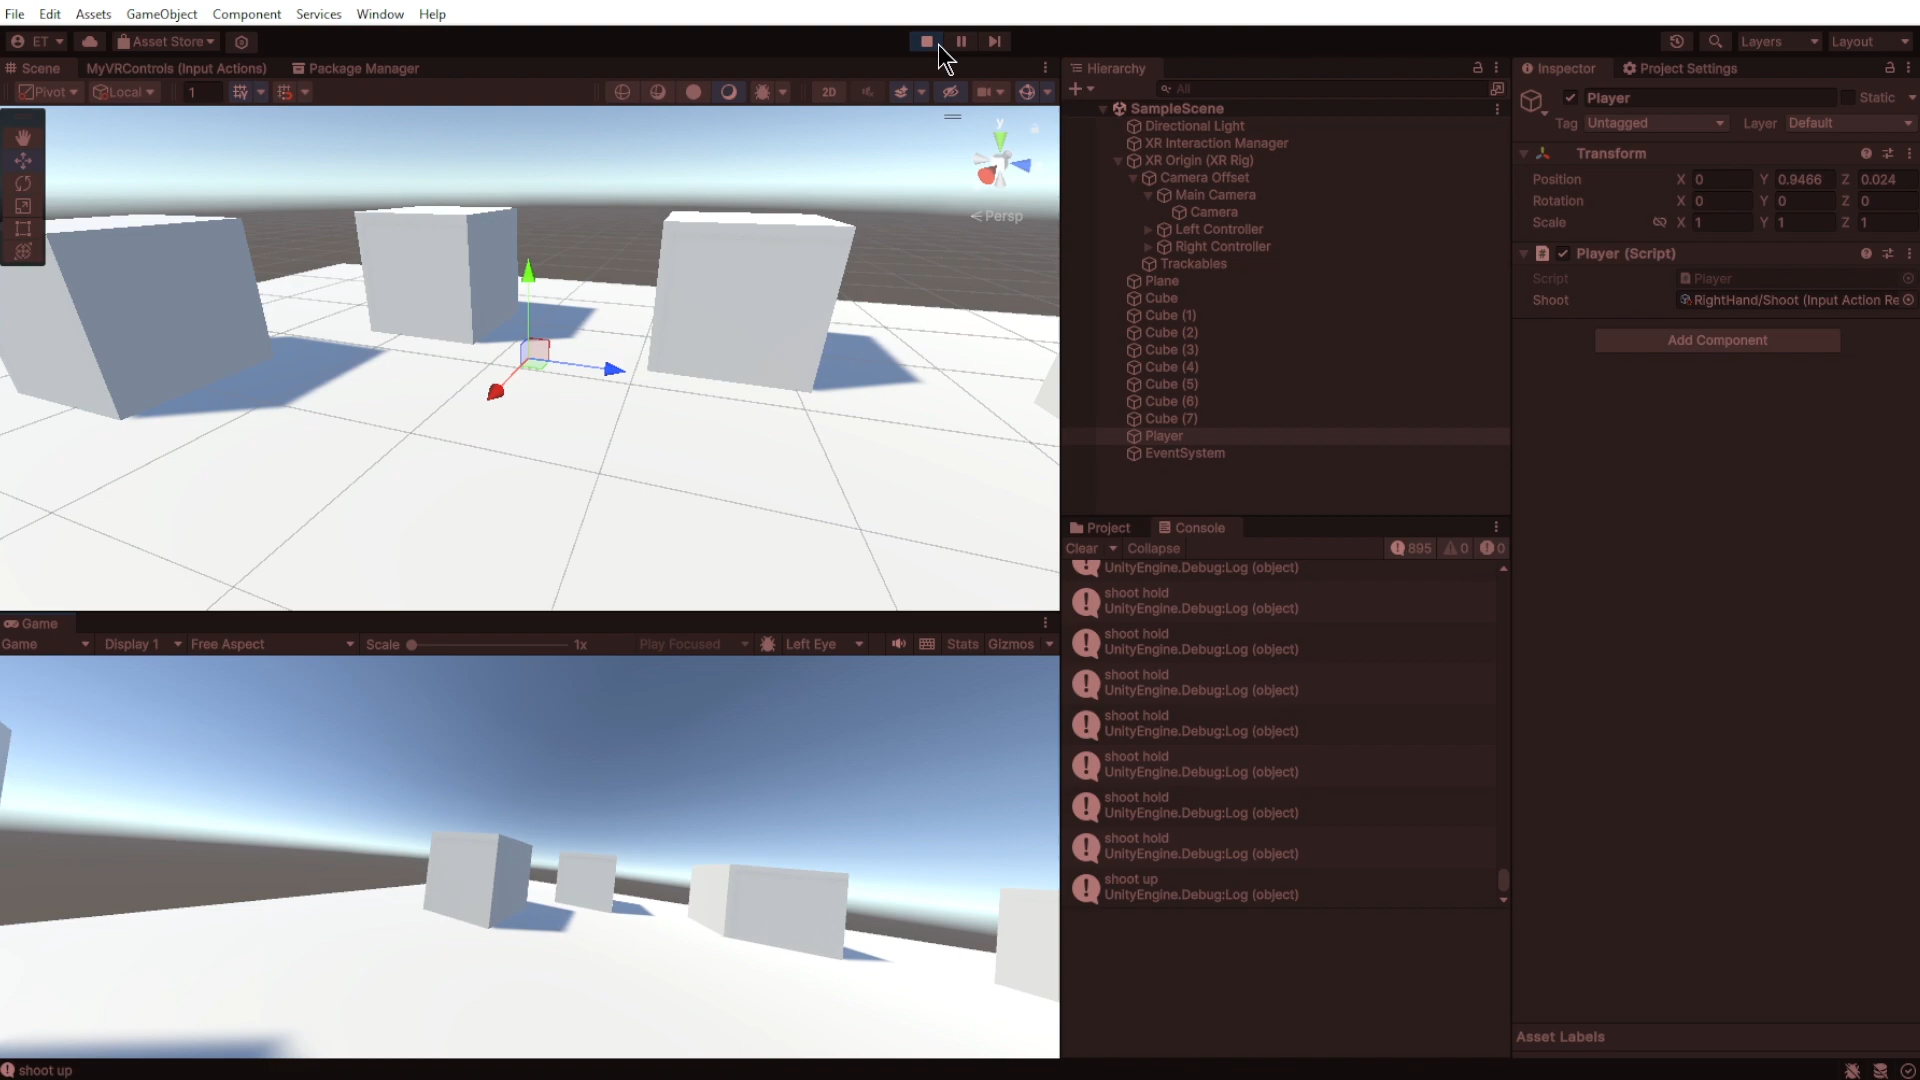 File Edit Assets GameObject Component Services Window Help
ET Asset Store Layers Layout
Scene MyVRControls (Input Actions) Package Manager
Pivot Local 1 2D
y
Persp
Game
Game Display 1 Free Aspect Scale 1x Play Focused Left Eye Stats Gizmos
Hierarchy
All
SampleScene
Directional Light
XR Interaction Manager
XR Origin (XR Rig)
Camera Offset
Main Camera
Camera
Left Controller
Right Controller
Trackables
Plane
Cube
Cube (1)
Cube (2)
Cube (3)
Cube (4)
Cube (5)
Cube (6)
Cube (7)
Player
EventSystem
Project Console
Clear Collapse 895 0 0
UnityEngine.Debug:Log (object)
shoot hold
UnityEngine.Debug:Log (object)
shoot hold
UnityEngine.Debug:Log (object)
shoot hold
UnityEngine.Debug:Log (object)
shoot hold
UnityEngine.Debug:Log (object)
shoot hold
UnityEngine.Debug:Log (object)
shoot hold
UnityEngine.Debug:Log (object)
shoot hold
UnityEngine.Debug:Log (object)
shoot up
UnityEngine.Debug:Log (object)
Inspector Project Settings
Player Static
Tag Untagged Layer Default
Transform
Position X 0 Y 0.9466 Z 0.024
Rotation X 0 Y 0 Z 0
Scale X 1 Y 1 Z 1
Player (Script)
Script Player
Shoot RightHand/Shoot (Input Action Re
Add Component
Asset Labels
shoot up